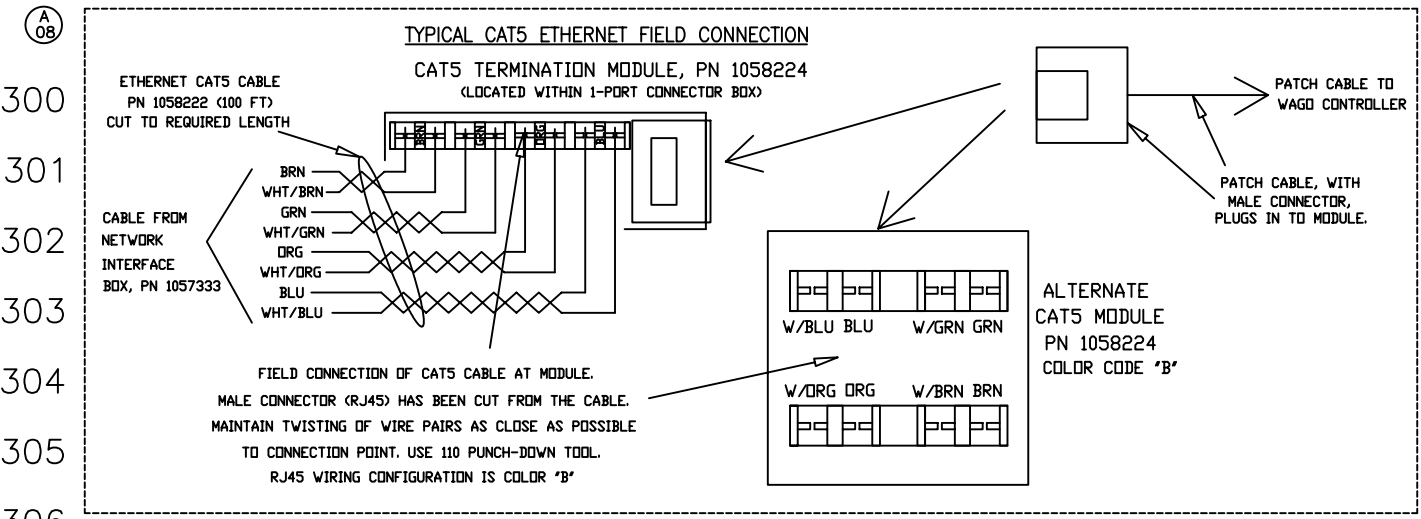 A
08
300
301
302
303
304
305
306
TYPICAL CAT5 ETHERNET FIELD CONNECTION
CAT5 TERMINATION MODULE, PN 1058224
(LOCATED WITHIN 1-PORT CONNECTOR BOX)
ETHERNET CAT5 CABLE
PN 1058222 (100 FT)
CUT TO REQUIRED LENGTH
BRN
GRN
ORG
BLU
BRN
WHT/BRN
GRN
WHT/GRN
ORG
WHT/ORG
BLU
WHT/BLU
CABLE FROM
NETWORK
INTERFACE
BOX, PN 1057333
FIELD CONNECTION OF CAT5 CABLE AT MODULE.
MALE CONNECTOR (RJ45) HAS BEEN CUT FROM THE CABLE.
MAINTAIN TWISTING OF WIRE PAIRS AS CLOSE AS POSSIBLE
TO CONNECTION POINT. USE 110 PUNCH-DOWN TOOL.
RJ45 WIRING CONFIGURATION IS COLOR "B"
PATCH CABLE TO
WAGO CONTROLLER
PATCH CABLE, WITH
MALE CONNECTOR,
PLUGS IN TO MODULE.
W/BLU BLU W/GRN GRN
W/ORG ORG W/BRN BRN
ALTERNATE
CAT5 MODULE
PN 1058224
COLOR CODE "B"